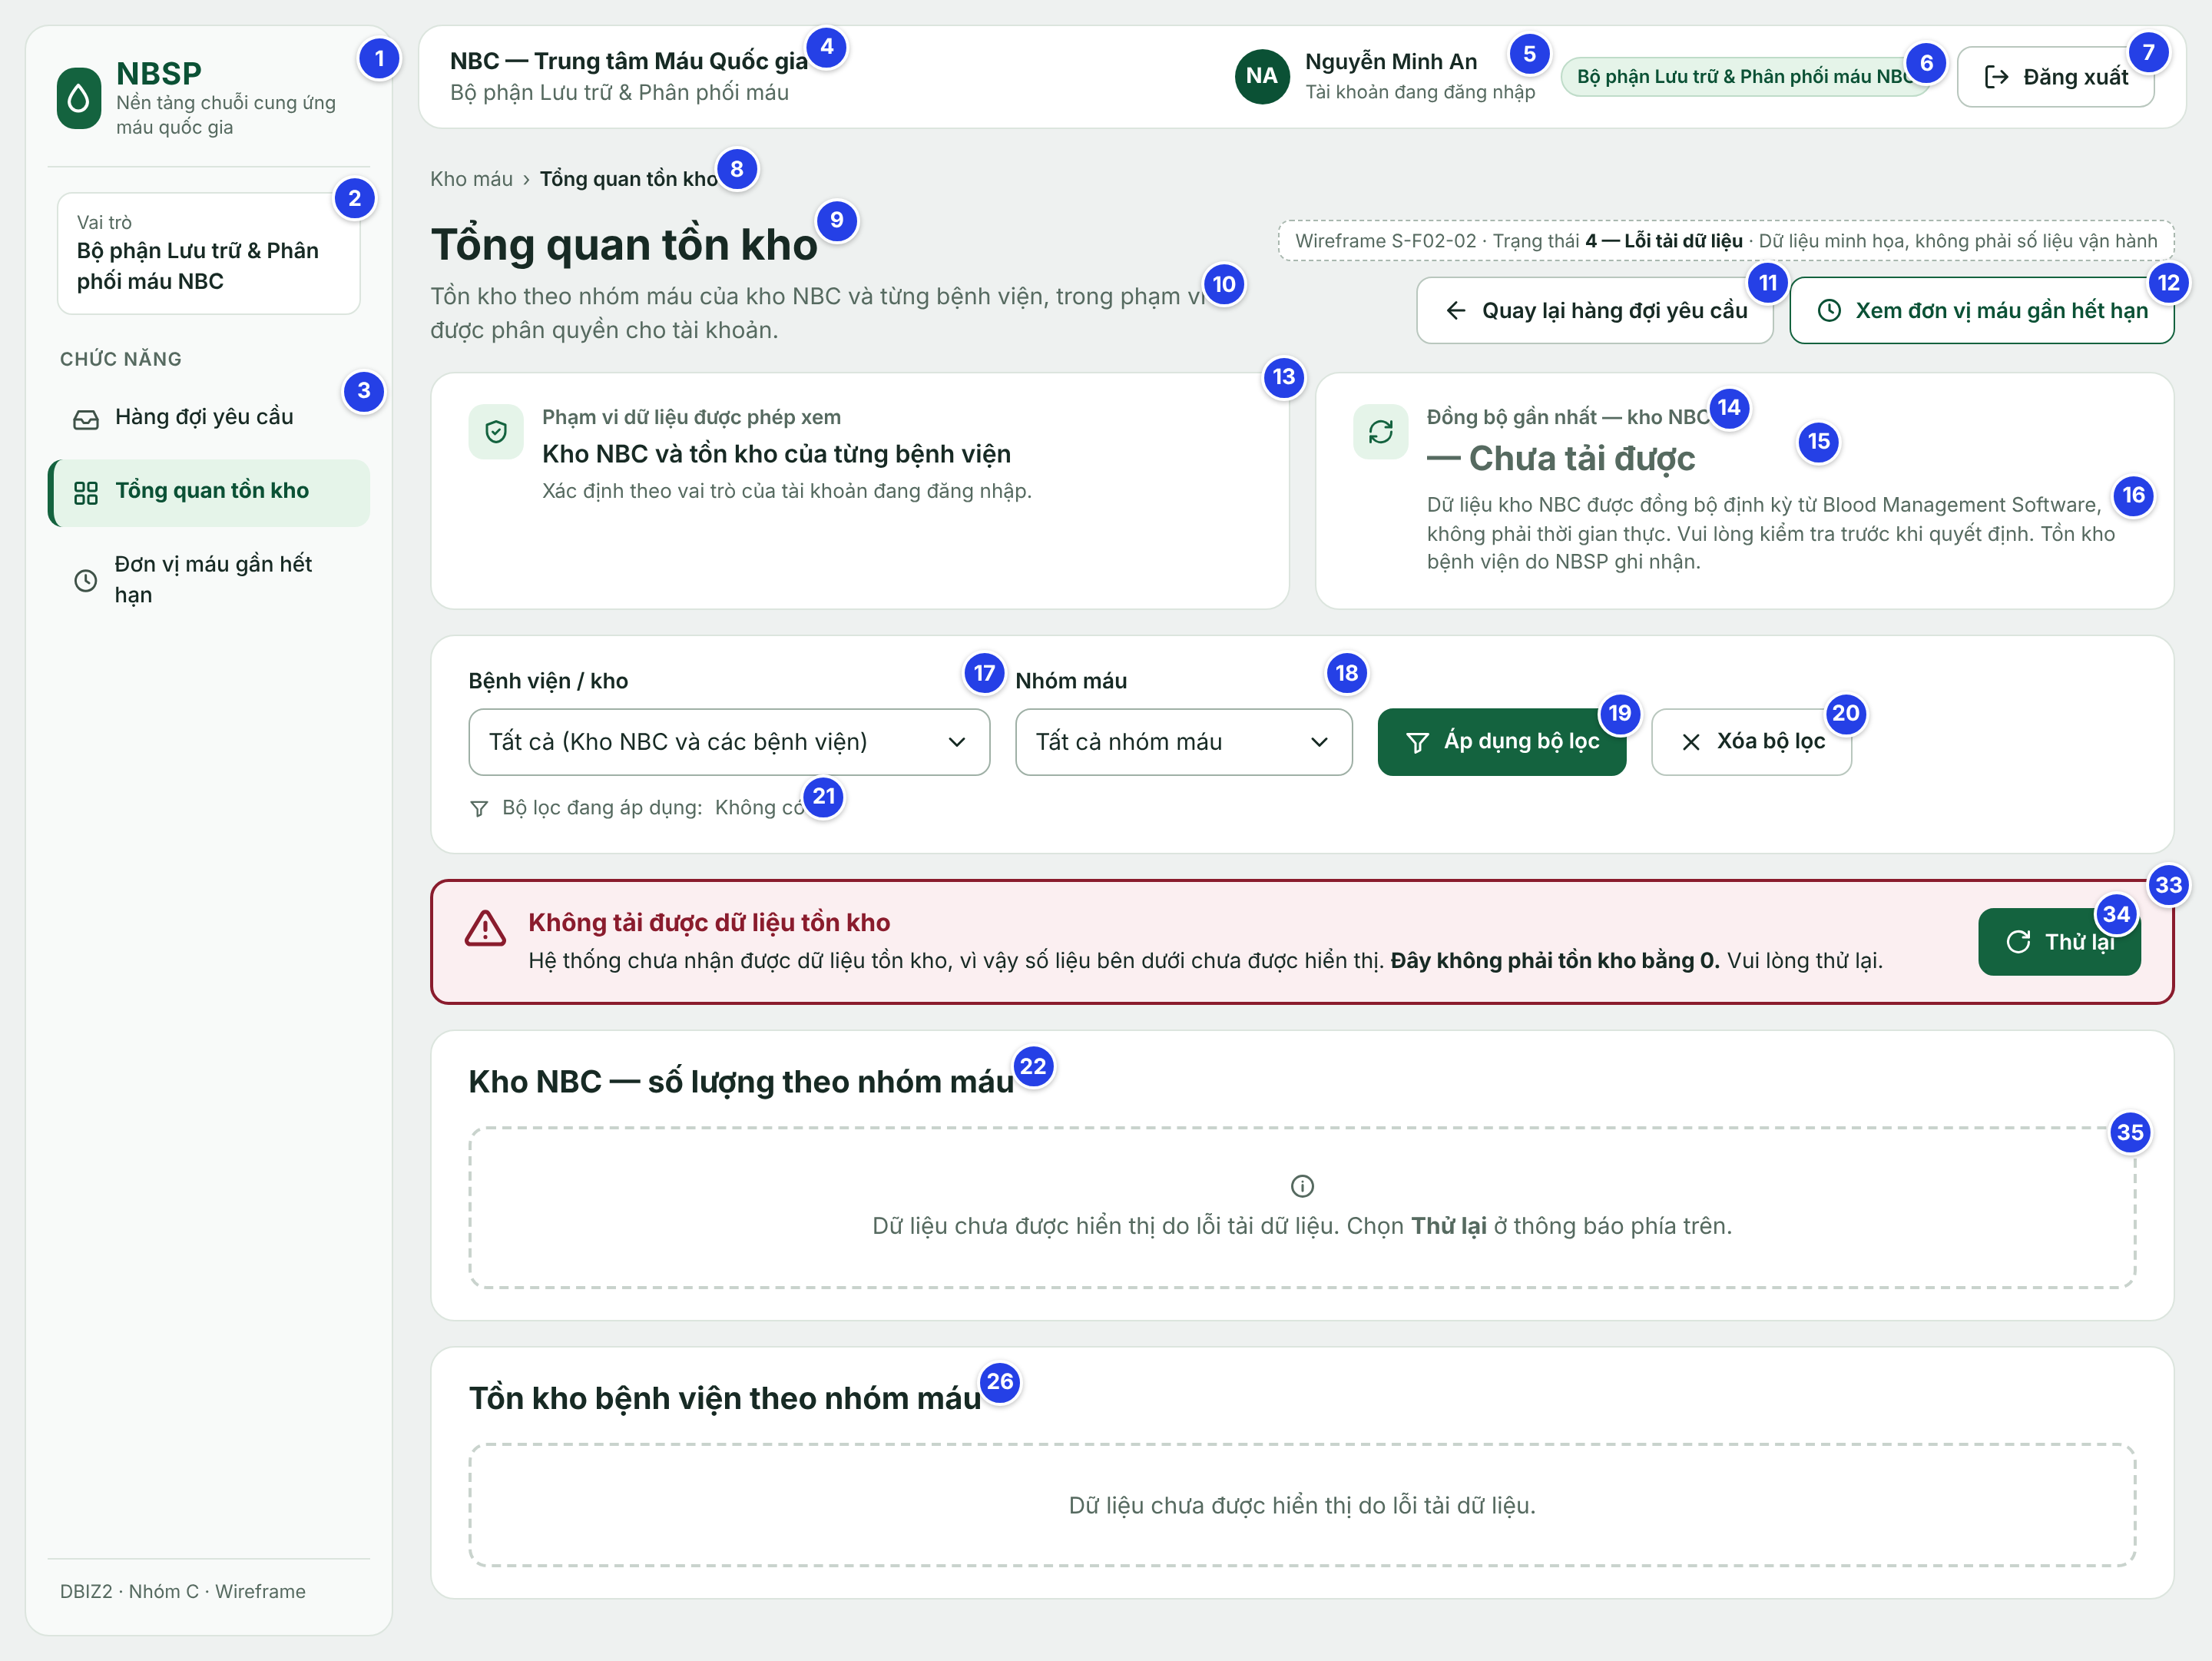 NBSP
Nền tảng chuỗi cung ứng
máu quốc gia
1
Vai trò
Bộ phận Lưu trữ & Phân
phối máu NBC
2
CHỨC NĂNG
3
Hàng đợi yêu cầu
Tổng quan tồn kho
Đơn vị máu gần hết
hạn
DBIZ2 · Nhóm C · Wireframe
NBC — Trung tâm Máu Quốc gia 4
Bộ phận Lưu trữ & Phân phối máu
NA
Nguyễn Minh An 5
Tài khoản đang đăng nhập
Bộ phận Lưu trữ & Phân phối máu NBC 6
Đăng xuất 7
Kho máu › Tổng quan tồn kho 8
Tổng quan tồn kho 9
Tồn kho theo nhóm máu của kho NBC và từng bệnh viện, trong phạm vi 10
được phân quyền cho tài khoản.
Wireframe S-F02-02 · Trạng thái 4 — Lỗi tải dữ liệu · Dữ liệu minh họa, không phải số liệu vận hành
Quay lại hàng đợi yêu cầu 11
Xem đơn vị máu gần hết hạn 12
13
Phạm vi dữ liệu được phép xem
Kho NBC và tồn kho của từng bệnh viện
Xác định theo vai trò của tài khoản đang đăng nhập.
Đồng bộ gần nhất — kho NBC 14
— Chưa tải được 15
Dữ liệu kho NBC được đồng bộ định kỳ từ Blood Management Software, 16
không phải thời gian thực. Vui lòng kiểm tra trước khi quyết định. Tồn kho
bệnh viện do NBSP ghi nhận.
Bệnh viện / kho 17
Tất cả (Kho NBC và các bệnh viện)
Nhóm máu 18
Tất cả nhóm máu
Áp dụng bộ lọc 19
Xóa bộ lọc 20
Bộ lọc đang áp dụng: Không có 21
33
Không tải được dữ liệu tồn kho
Hệ thống chưa nhận được dữ liệu tồn kho, vì vậy số liệu bên dưới chưa được hiển thị. Đây không phải tồn kho bằng 0. Vui lòng thử lại.
Thử lại 34
Kho NBC — số lượng theo nhóm máu 22
35
Dữ liệu chưa được hiển thị do lỗi tải dữ liệu. Chọn Thử lại ở thông báo phía trên.
Tồn kho bệnh viện theo nhóm máu 26
Dữ liệu chưa được hiển thị do lỗi tải dữ liệu.